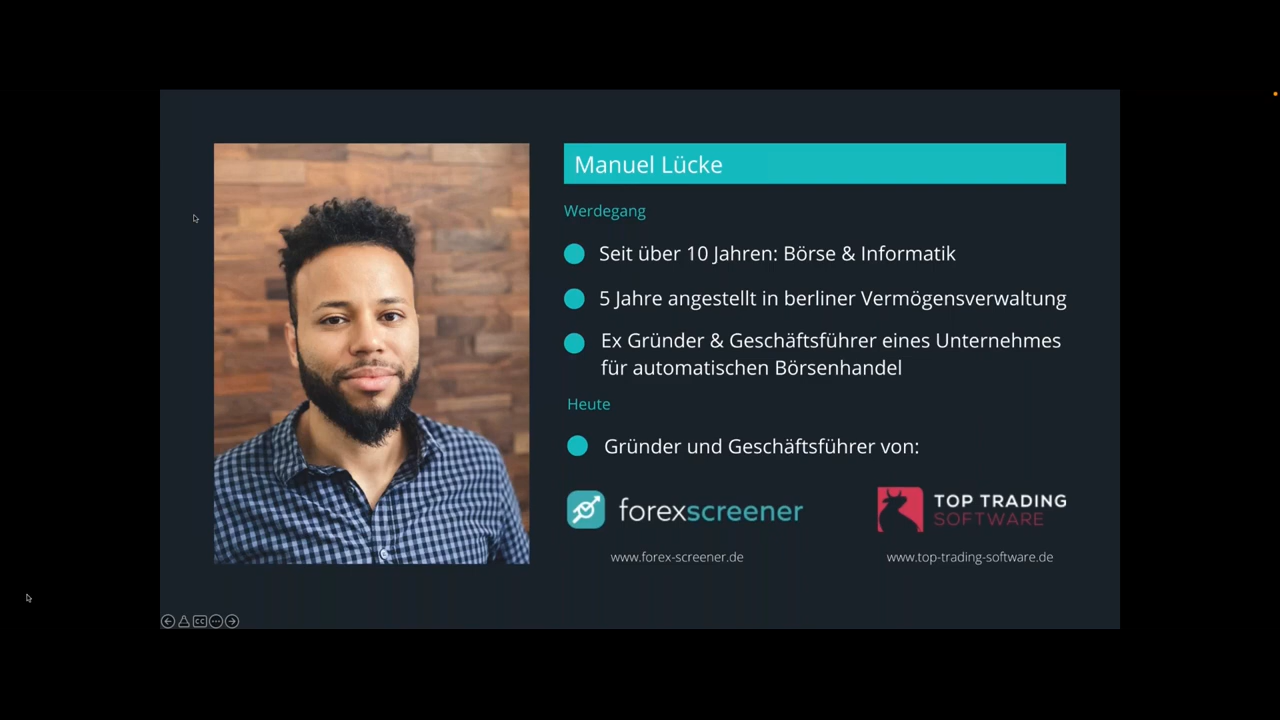 Manuel Lücke
Werdegang
Seit über 10 Jahren: Börse & Informatik
5 Jahre angestellt in berliner Vermögensverwaltung
Ex Gründer & Geschäftsführer eines Unternehmes
für automatischen Börsenhandel
Heute
Gründer und Geschäftsführer von:
forexscreener
www.forex-screener.de
TOP TRADING
SOFTWARE
www.top-trading-software.de
CC